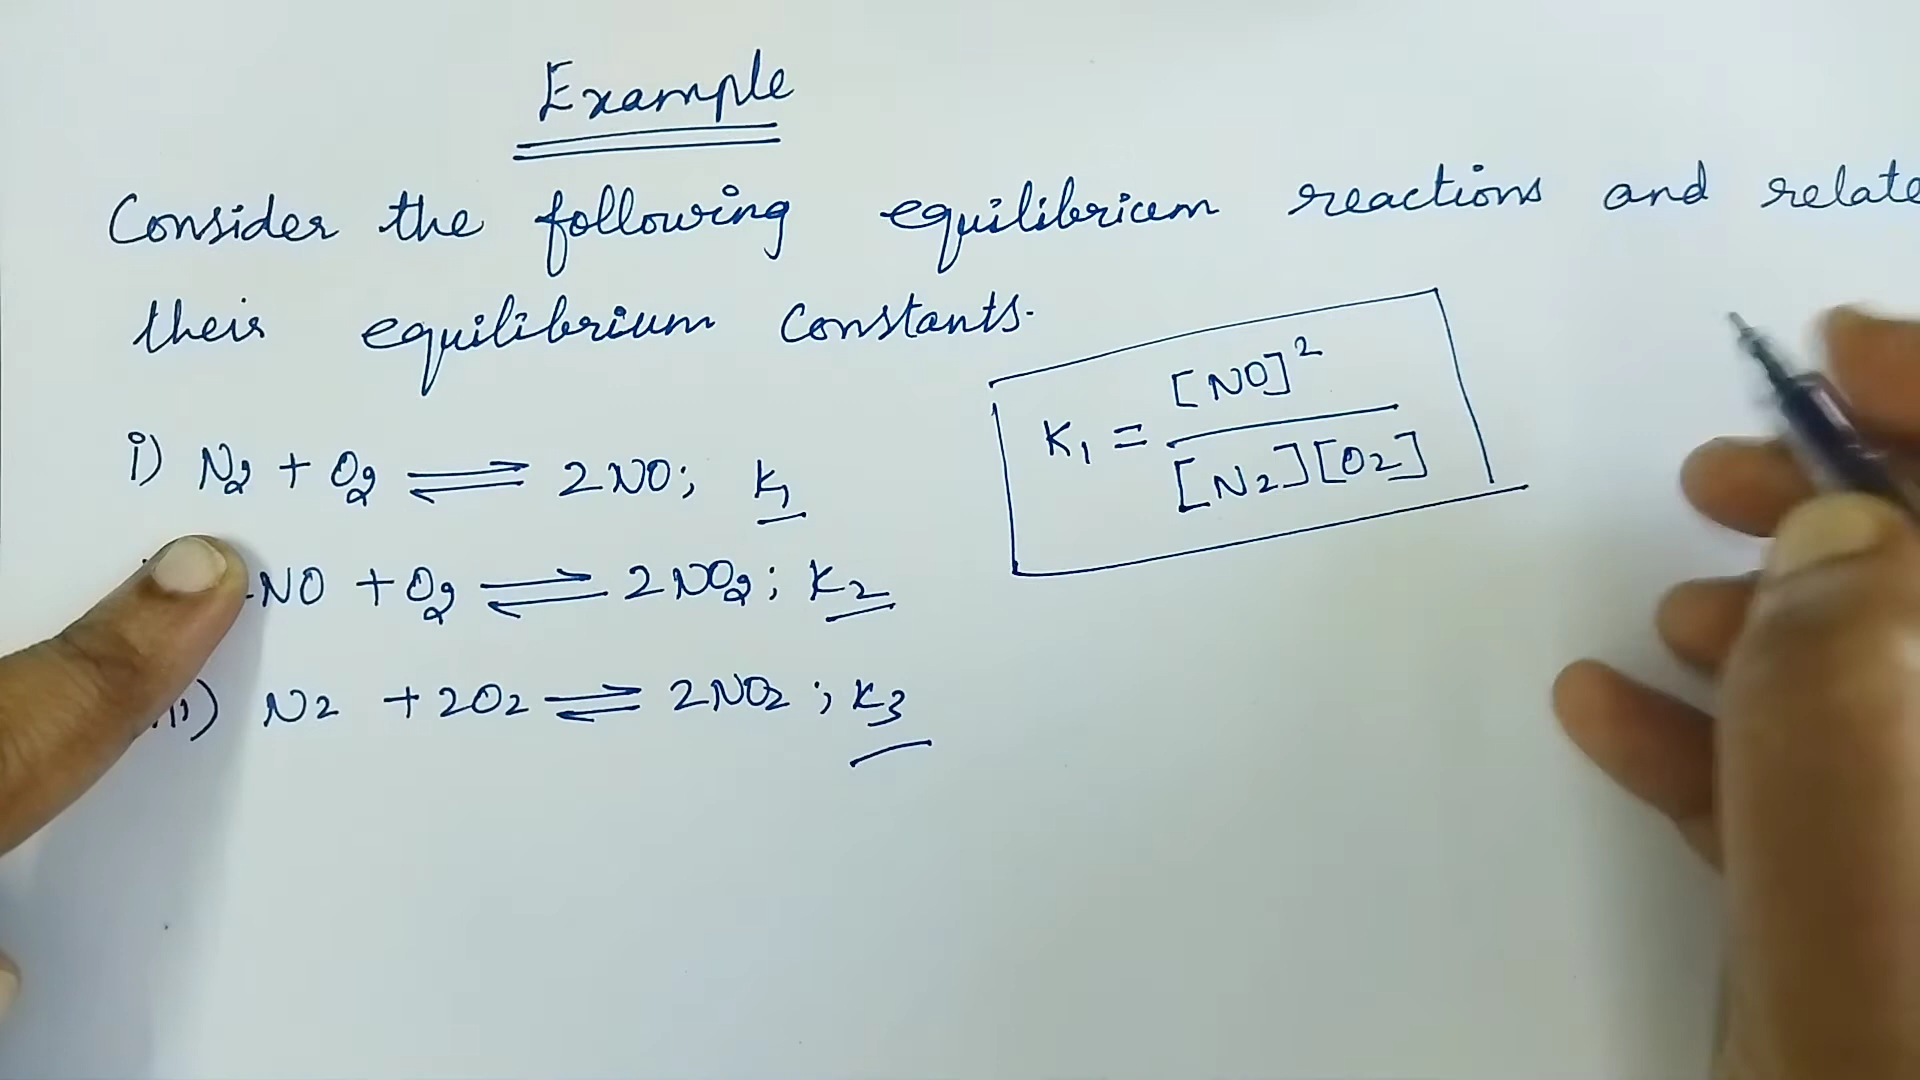 Example
Consider the following equilibrium reactions and relate
their equilibrium constants.
K₁ = [NO]² / [N₂][O₂]
i) N₂ + O₂ ⇌ 2NO; K₁
NO + O₂ ⇌ 2NO₂; K₂
N₂ + 2O₂ ⇌ 2NO₂; K₃